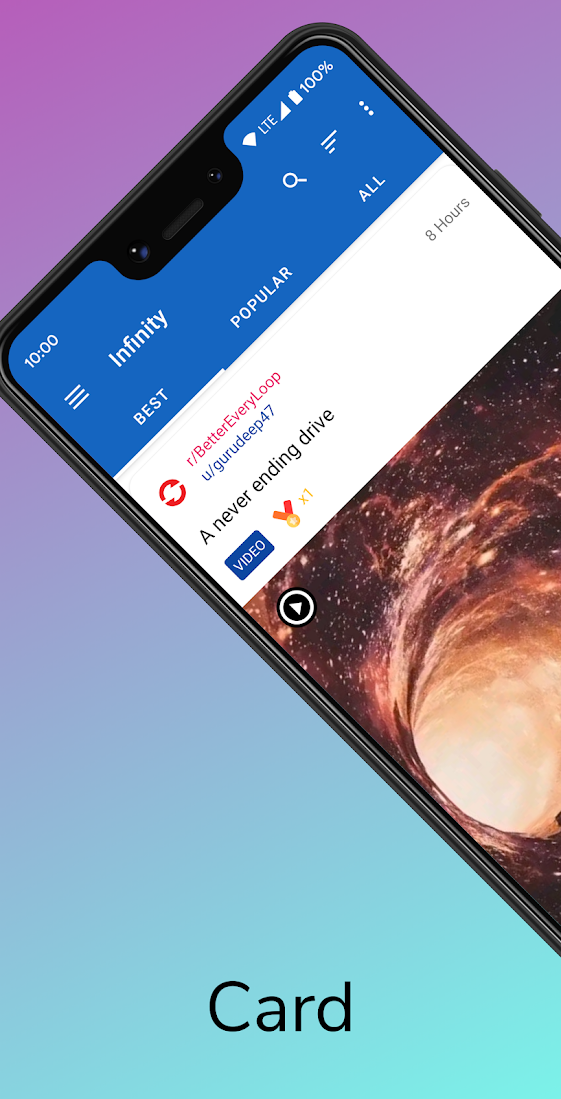 10:00
LTE 100%
Infinity
BEST
POPULAR
ALL
r/BetterEveryLoop
u/gurudeep47
8 Hours
A never ending drive
VIDEO
x1
Card